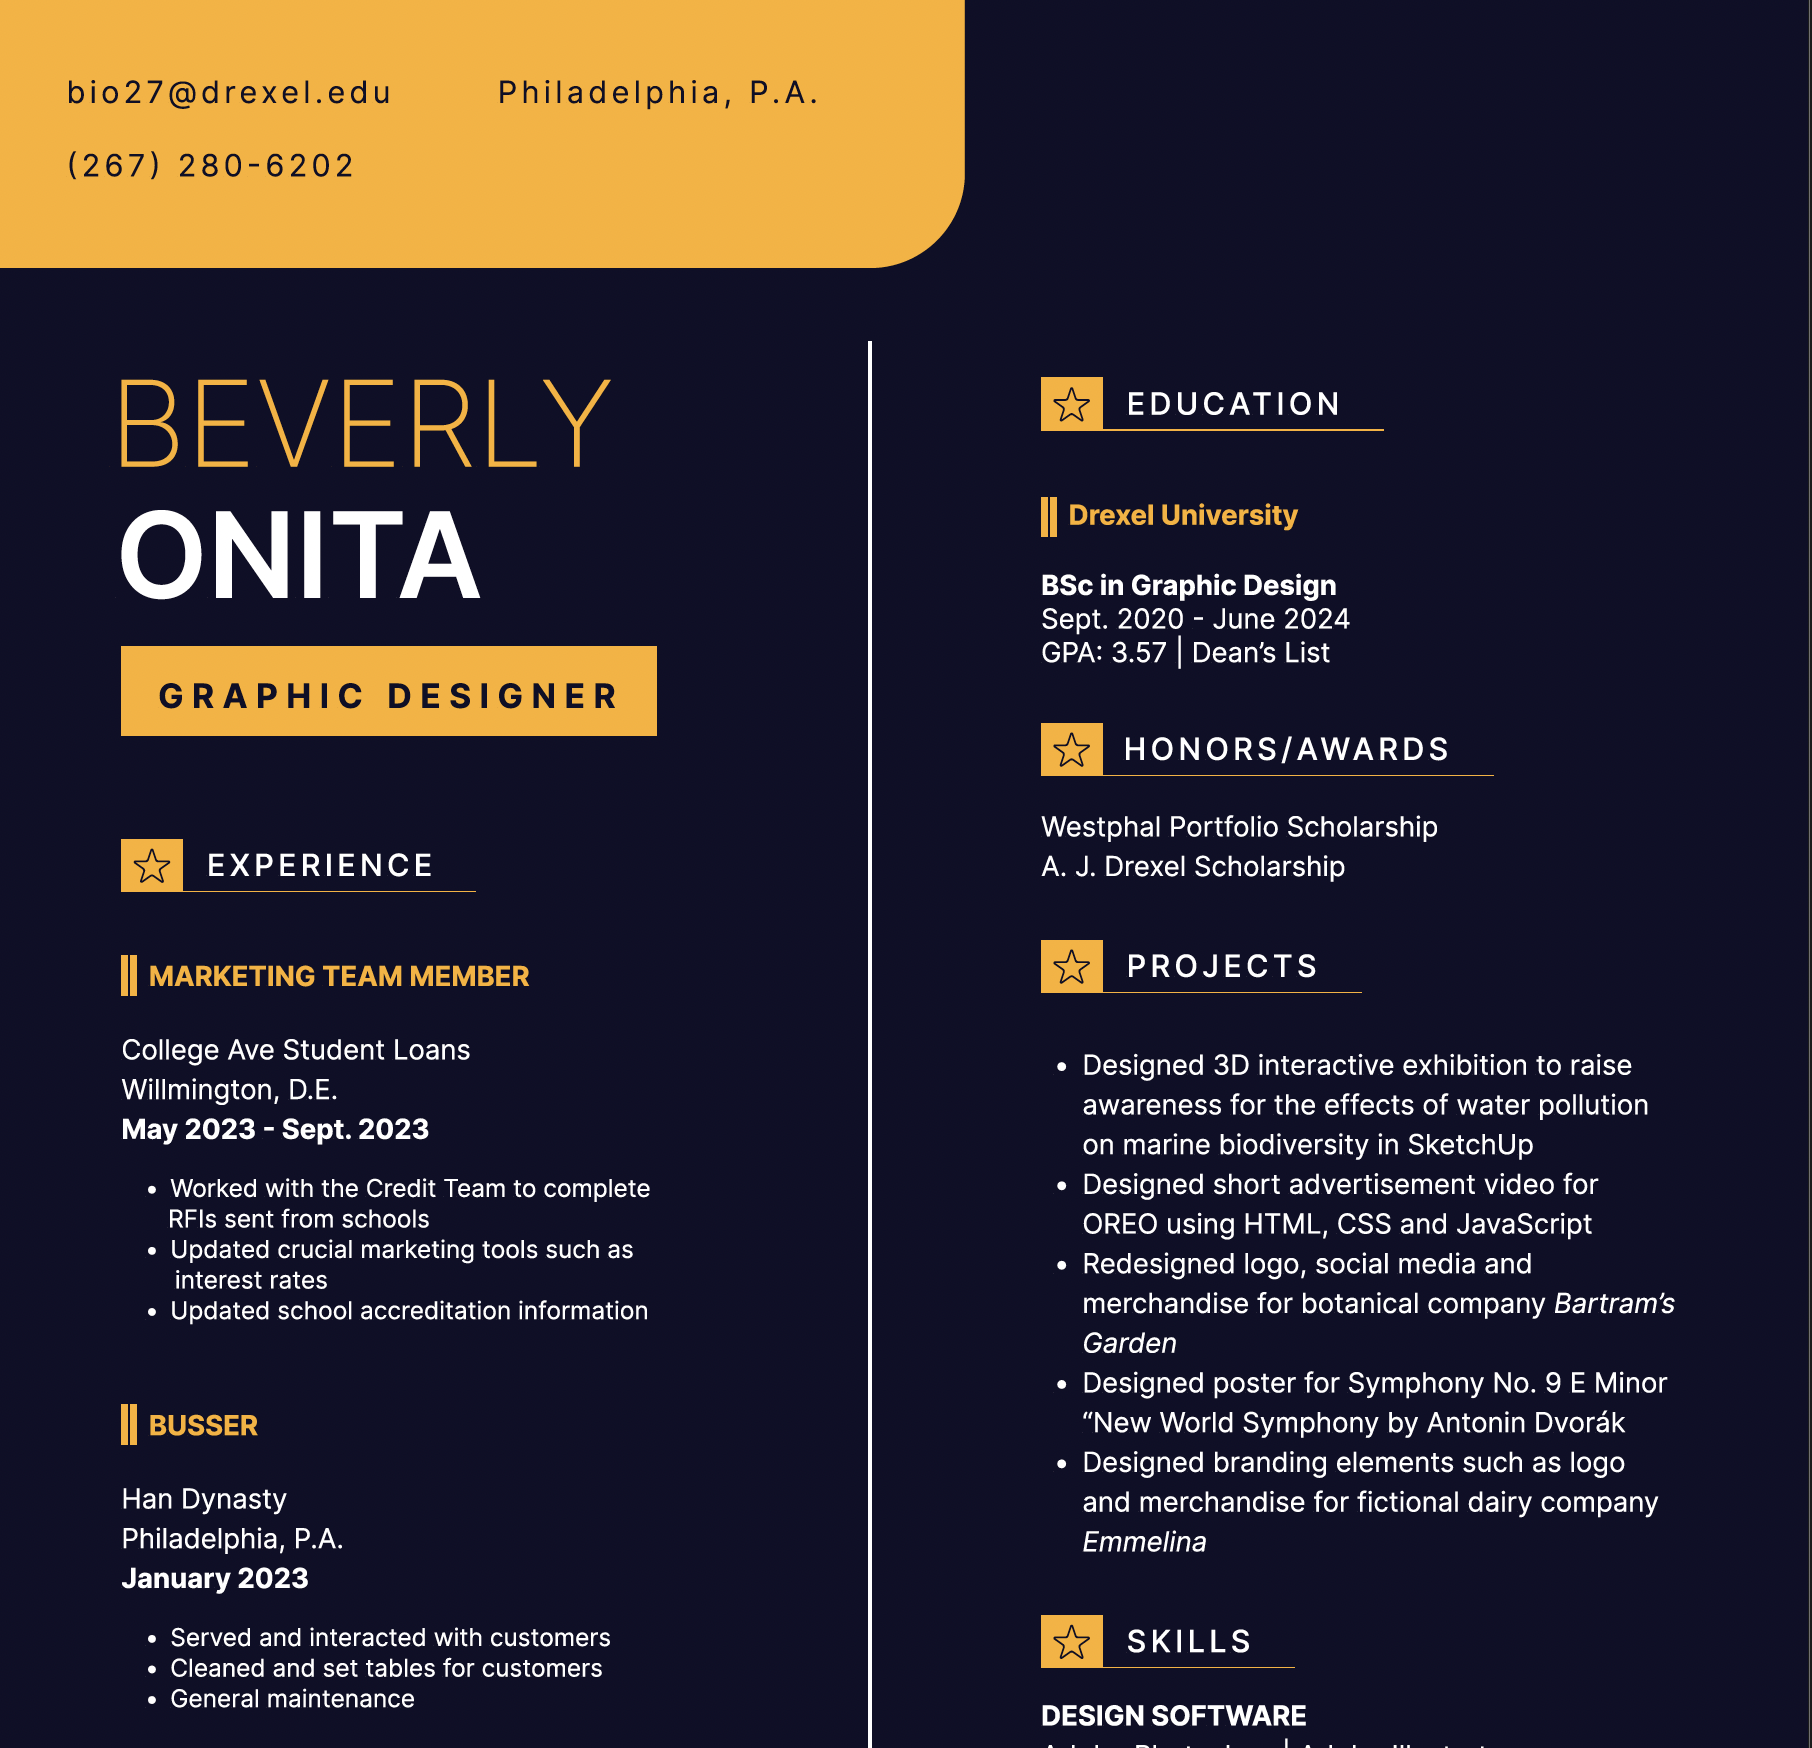 bio27@drexel.edu
Philadelphia, P.A.
(267) 280-6202
BEVERLY
ONITA
GRAPHIC DESIGNER
EXPERIENCE
MARKETING TEAM MEMBER
College Ave Student Loans
Willmington, D.E.
May 2023 - Sept. 2023
• Worked with the Credit Team to complete
RFIs sent from schools
• Updated crucial marketing tools such as
interest rates
• Updated school accreditation information
BUSSER
Han Dynasty
Philadelphia, P.A.
January 2023
• Served and interacted with customers
• Cleaned and set tables for customers
• General maintenance
EDUCATION
Drexel University
BSc in Graphic Design
Sept. 2020 - June 2024
GPA: 3.57 | Dean’s List
HONORS/AWARDS
Westphal Portfolio Scholarship
A. J. Drexel Scholarship
PROJECTS
• Designed 3D interactive exhibition to raise
awareness for the effects of water pollution
on marine biodiversity in SketchUp
• Designed short advertisement video for
OREO using HTML, CSS and JavaScript
• Redesigned logo, social media and
merchandise for botanical company Bartram’s
Garden
• Designed poster for Symphony No. 9 E Minor
“New World Symphony by Antonin Dvorák
• Designed branding elements such as logo
and merchandise for fictional dairy company
Emmelina
SKILLS
DESIGN SOFTWARE